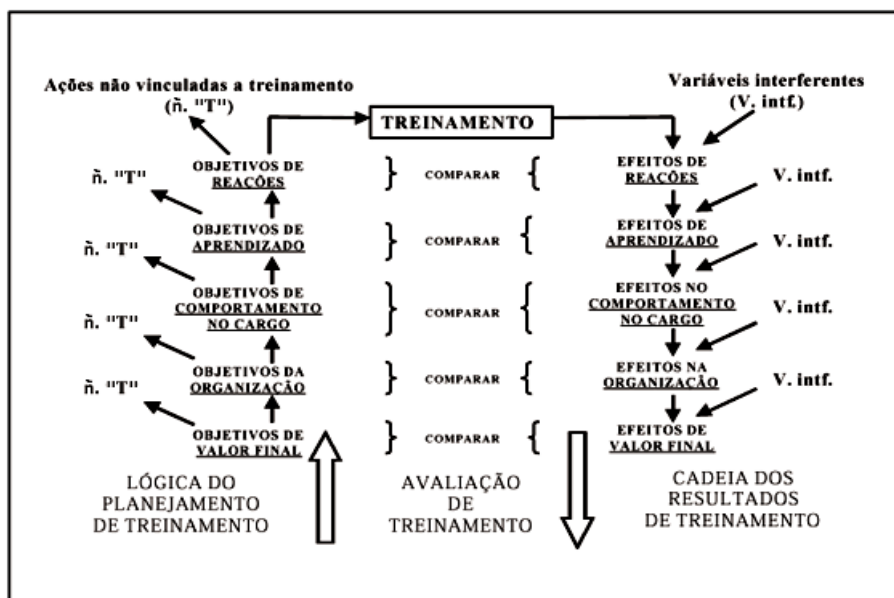 Ações não vinculadas a treinamento
(ñ. "T")
TREINAMENTO
Variáveis interferentes
(V. intf.)
OBJETIVOS DE
REAÇÕES
ñ. "T"
OBJETIVOS DE
APRENDIZADO
ñ. "T"
OBJETIVOS DE
COMPORTAMENTO
NO CARGO
ñ. "T"
OBJETIVOS DA
ORGANIZAÇÃO
ñ. "T"
OBJETIVOS DE
VALOR FINAL
LÓGICA DO
PLANEJAMENTO
DE TREINAMENTO
} COMPARAR {
} COMPARAR {
} COMPARAR {
} COMPARAR {
} COMPARAR {
AVALIAÇÃO
DE
TREINAMENTO
EFEITOS DE
REAÇÕES
V. intf.
EFEITOS DE
APRENDIZADO
V. intf.
EFEITOS NO
COMPORTAMENTO
NO CARGO
V. intf.
EFEITOS NA
ORGANIZAÇÃO
V. intf.
EFEITOS DE
VALOR FINAL
CADEIA DOS
RESULTADOS
DE TREINAMENTO